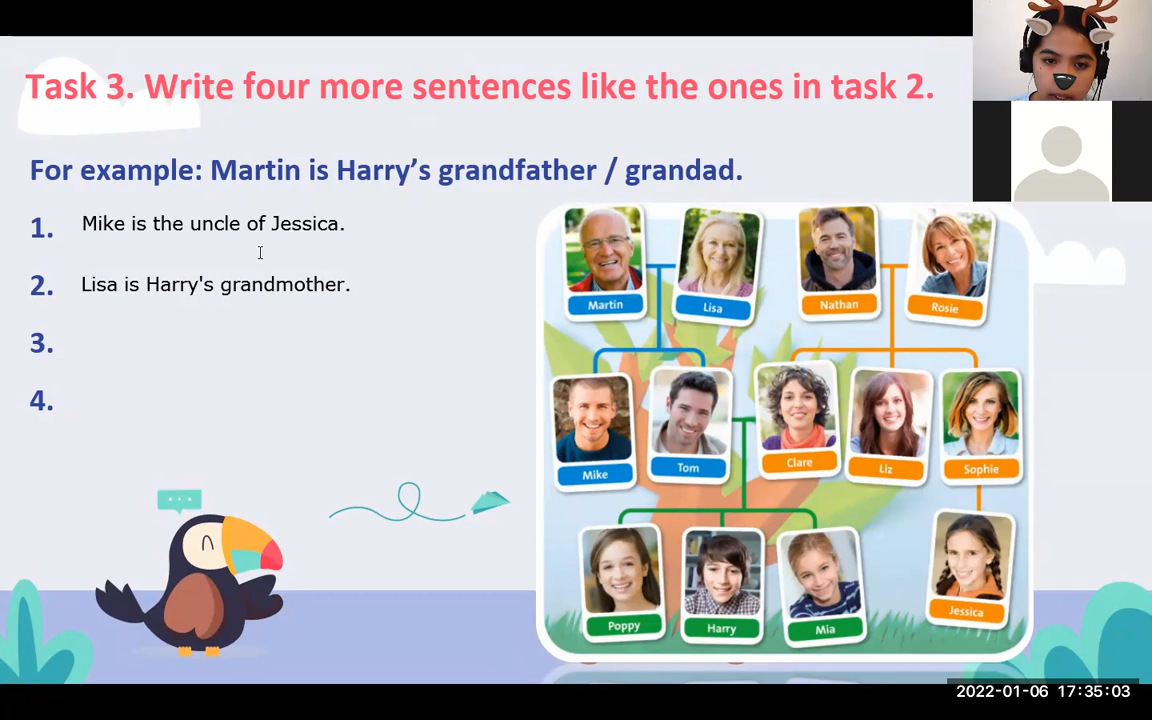 Task 3. Write four more sentences like the ones in task 2.
For example: Martin is Harry’s grandfather / grandad.
1. Mike is the uncle of Jessica.
2. Lisa is Harry's grandmother.
3.
4.
Martin
Lisa
Nathan
Rosie
Mike
Tom
Clare
Liz
Sophie
Poppy
Harry
Mia
Jessica
2022-01-06 17:35:03